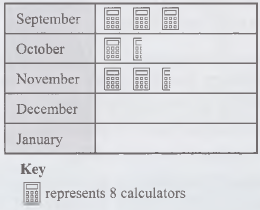 September
October
November
December
January
Key
represents 8 calculators